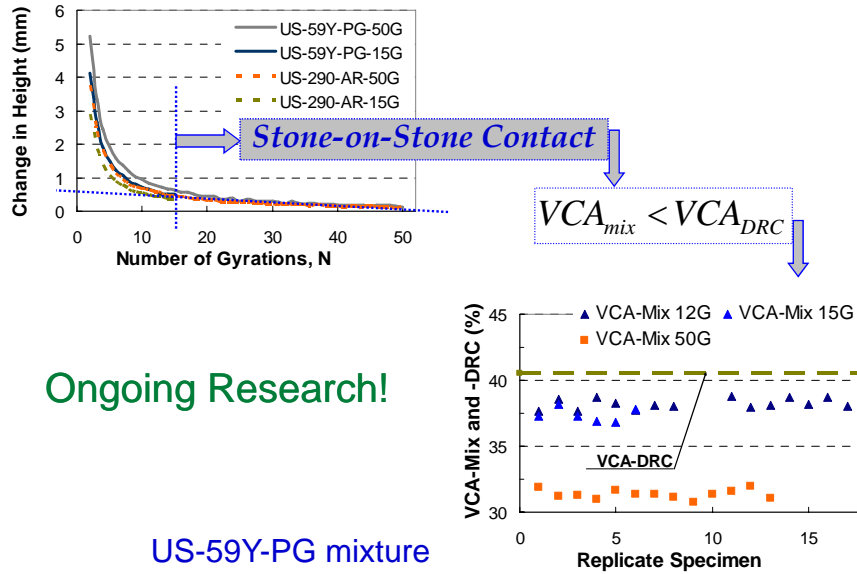 6
5
4
3
2
1
0
Change in Height (mm)
US-59Y-PG-50G
US-59Y-PG-15G
US-290-AR-50G
US-290-AR-15G
0 10 20 30 40 50
Number of Gyrations, N
Stone-on-Stone Contact
VCA_mix < VCA_DRC
Ongoing Research!
US-59Y-PG mixture
45
40
35
30
VCA-Mix and -DRC (%)
VCA-Mix 12G VCA-Mix 15G
VCA-Mix 50G
VCA-DRC
0 5 10 15
Replicate Specimen